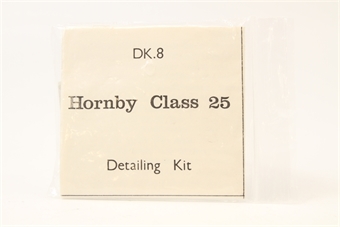 DK.8
Hornby Class 25
Detailing Kit